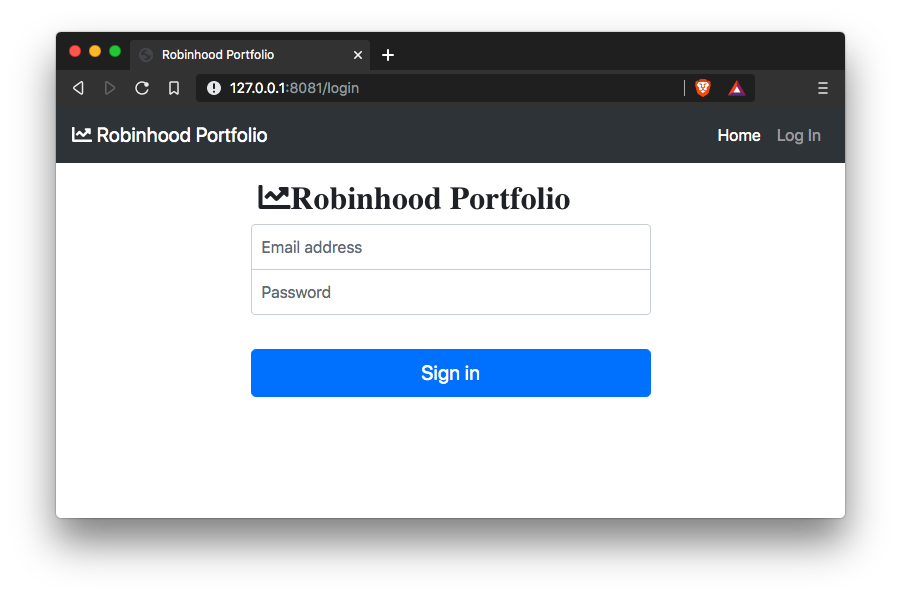 Robinhood Portfolio
127.0.0.1:8081/login
Robinhood Portfolio Home Log In
Robinhood Portfolio
Email address
Password
Sign in